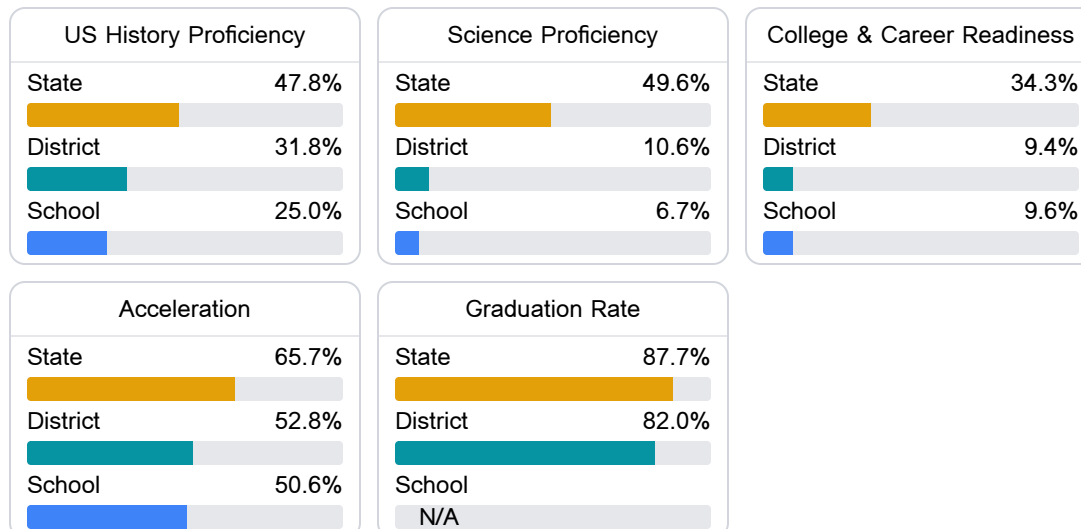 US History Proficiency
State 47.8%
District 31.8%
School 25.0%
Science Proficiency
State 49.6%
District 10.6%
School 6.7%
College & Career Readiness
State 34.3%
District 9.4%
School 9.6%
Acceleration
State 65.7%
District 52.8%
School 50.6%
Graduation Rate
State 87.7%
District 82.0%
School
N/A